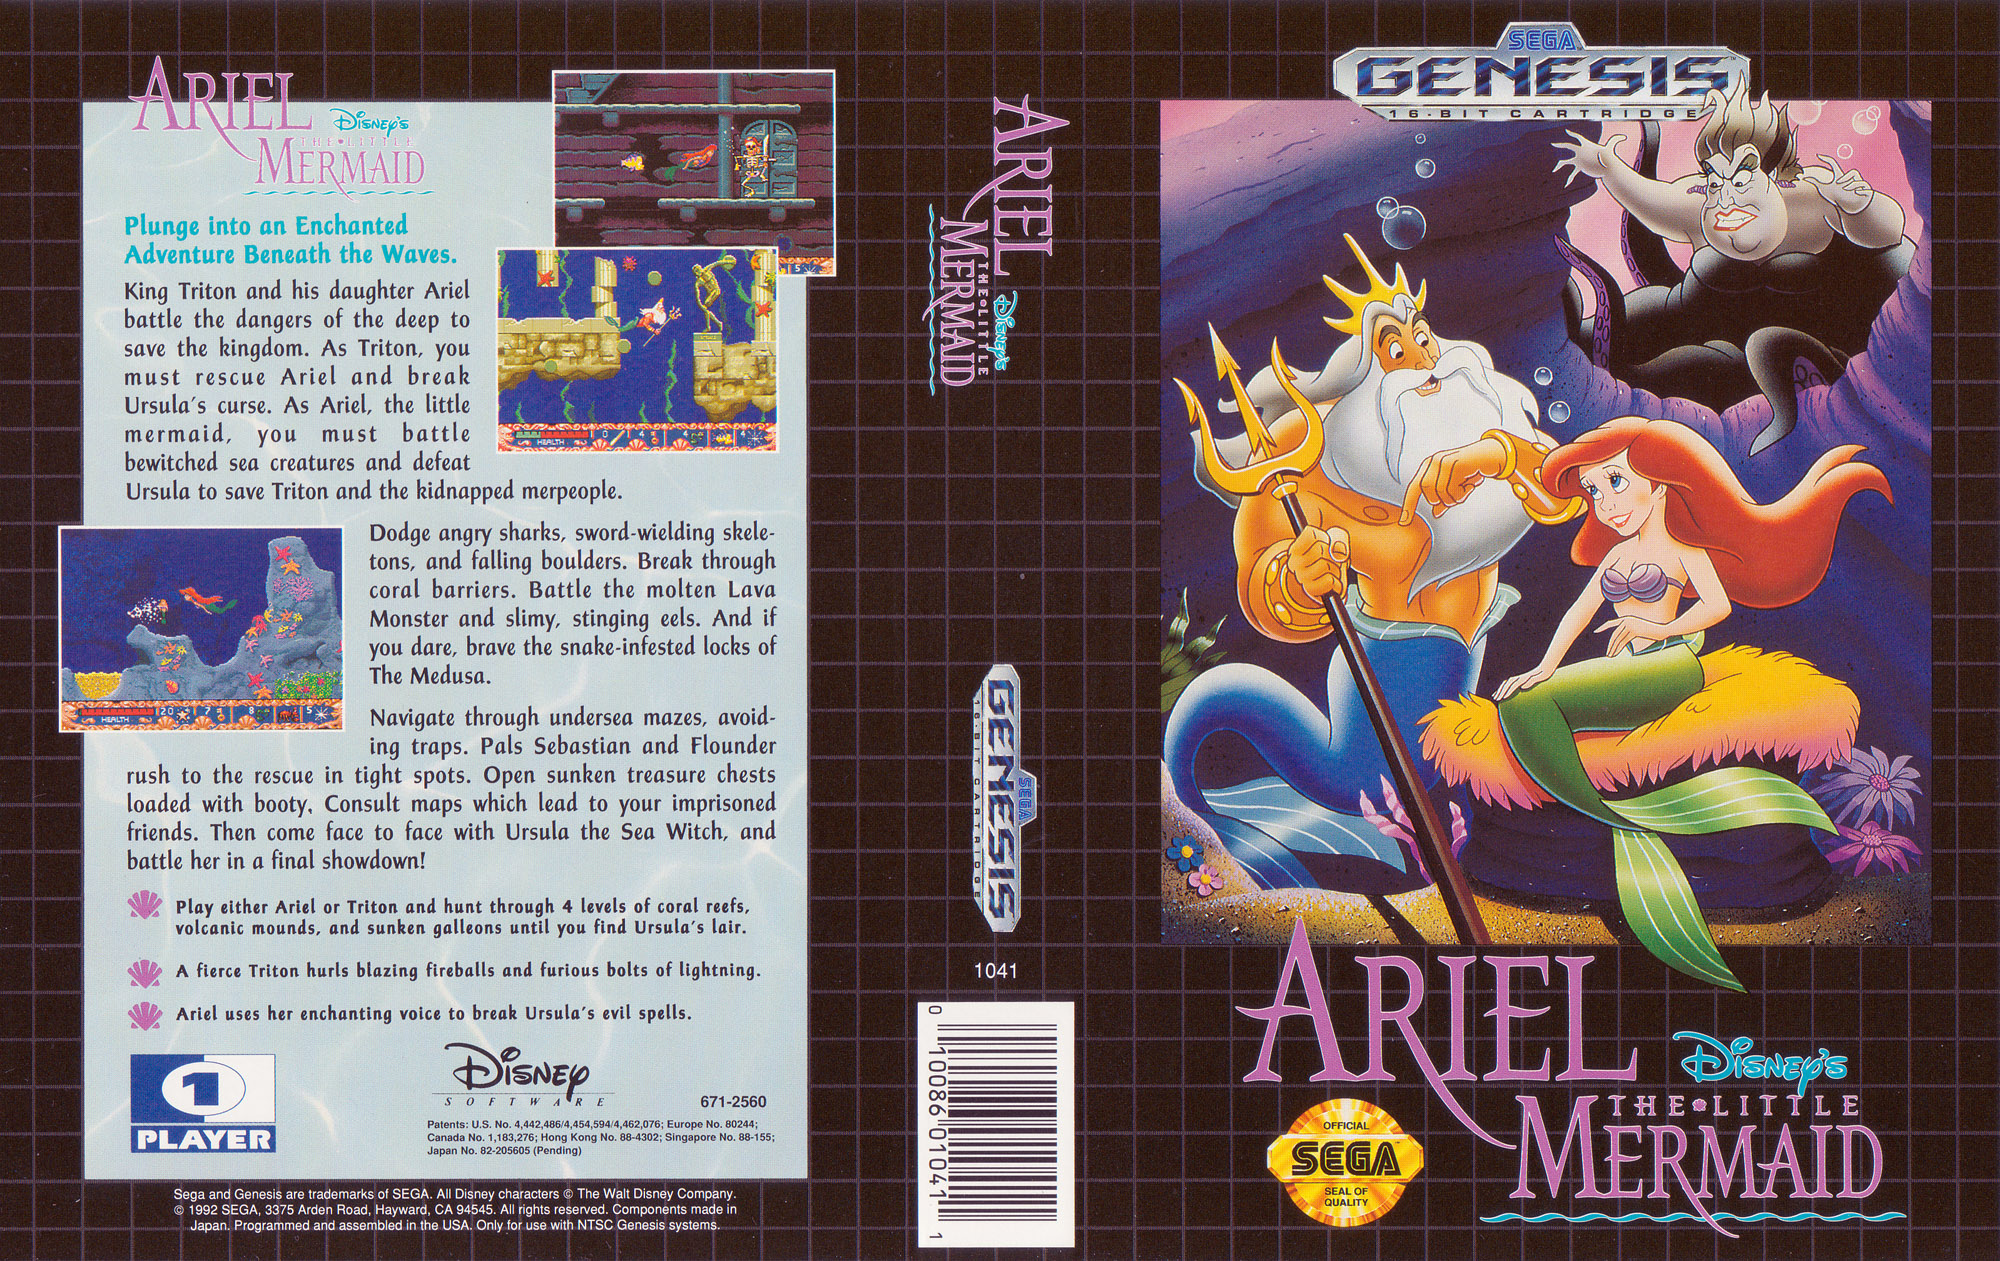 ARIEL
Disney's
THE • LITTLE
MERMAID
Plunge into an Enchanted
Adventure Beneath the Waves.
King Triton and his daughter Ariel
battle the dangers of the deep to
save the kingdom. As Triton, you
must rescue Ariel and break
Ursula's curse. As Ariel, the little
mermaid, you must battle
bewitched sea creatures and defeat
Ursula to save Triton and the kidnapped merpeople.
5
HEALTH 0 4 4 4
Dodge angry sharks, sword-wielding skele-
tons, and falling boulders. Break through
coral barriers. Battle the molten Lava
Monster and slimy, stinging eels. And if
you dare, brave the snake-infested locks of
The Medusa.
HEALTH 20 7 8 5
Navigate through undersea mazes, avoid-
ing traps. Pals Sebastian and Flounder
rush to the rescue in tight spots. Open sunken treasure chests
loaded with booty, Consult maps which lead to your imprisoned
friends. Then come face to face with Ursula the Sea Witch, and
battle her in a final showdown!
Play either Ariel or Triton and hunt through 4 levels of coral reefs,
volcanic mounds, and sunken galleons until you find Ursula's lair.
A fierce Triton hurls blazing fireballs and furious bolts of lightning.
Ariel uses her enchanting voice to break Ursula's evil spells.
1
PLAYER
Disney
SOFTWARE
671-2560
Patents: U.S. No. 4,442,486/4,454,594/4,462,076; Europe No. 80244;
Canada No. 1,183,276; Hong Kong No. 88-4302; Singapore No. 88-155;
Japan No. 82-205605 (Pending)
Sega and Genesis are trademarks of SEGA. All Disney characters © The Walt Disney Company.
© 1992 SEGA, 3375 Arden Road, Hayward, CA 94545. All rights reserved. Components made in
Japan. Programmed and assembled in the USA. Only for use with NTSC Genesis systems.
ARIEL
Disney's
THE • LITTLE
MERMAID
SEGA
GENESIS
16-BIT CARTRIDGE
1041
0 10086 01041 1
SEGA
GENESIS™
16-BIT CARTRIDGE
ARIEL
Disney's
THE • LITTLE
MERMAID
OFFICIAL
SEGA™
SEAL OF
QUALITY